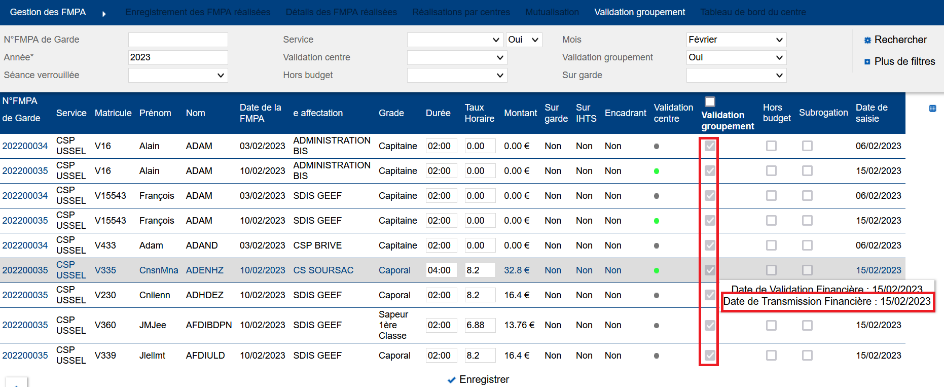 Gestion des FMPA Enregistrement des FMPA réalisées Détails des FMPA réalisées Réalisations par centres Mutualisation Validation groupement Tableau de bord du centre
N°FMPA de Garde Service Oui Mois Février Rechercher
Année* 2023 Validation centre Validation groupement Oui Plus de filtres
Séance verrouillée Hors budget Sur garde
N°FMPA de Garde Service Matricule Prénom Nom Date de la FMPA e affectation Grade Durée Taux Horaire Montant Sur garde Sur IHTS Encadrant Validation centre Validation groupement Hors budget Subrogation Date de saisie
202200034 CSP USSEL V16 Alain ADAM 03/02/2023 ADMINISTRATION BIS Capitaine 02:00 0.00 0.00 € Non Non Non 06/02/2023
202200035 CSP USSEL V16 Alain ADAM 10/02/2023 ADMINISTRATION BIS Capitaine 02:00 0.00 0.00 € Non Non Non 15/02/2023
202200034 CSP USSEL V15543 François ADAM 03/02/2023 SDIS GEEF Capitaine 02:00 0.00 0.00 € Non Non Non 06/02/2023
202200035 CSP USSEL V15543 François ADAM 10/02/2023 SDIS GEEF Capitaine 02:00 0.00 0.00 € Non Non Non 15/02/2023
202200034 CSP USSEL V433 Adam ADAND 03/02/2023 CSP BRIVE Capitaine 02:00 0.00 0.00 € Non Non Non 06/02/2023
202200035 CSP USSEL V335 CnsnMna ADENHZ 10/02/2023 CS SOURSAC Caporal 04:00 8.2 32.8 € Non Non Non 15/02/2023
202200035 CSP USSEL V230 Cnlienn ADHDEZ 10/02/2023 SDIS GEEF Caporal 02:00 8.2 16.4 € Non Non Non
Date de Validation Financière : 15/02/2023
Date de Transmission Financière : 15/02/2023
202200035 CSP USSEL V360 JMJee AFDIBDPN 10/02/2023 SDIS GEEF Sapeur 1ère Classe 02:00 6.88 13.76 € Non Non Non 15/02/2023
202200035 CSP USSEL V339 Jlellmt AFDIULD 10/02/2023 SDIS GEEF Caporal 02:00 8.2 16.4 € Non Non Non 15/02/2023
Enregistrer